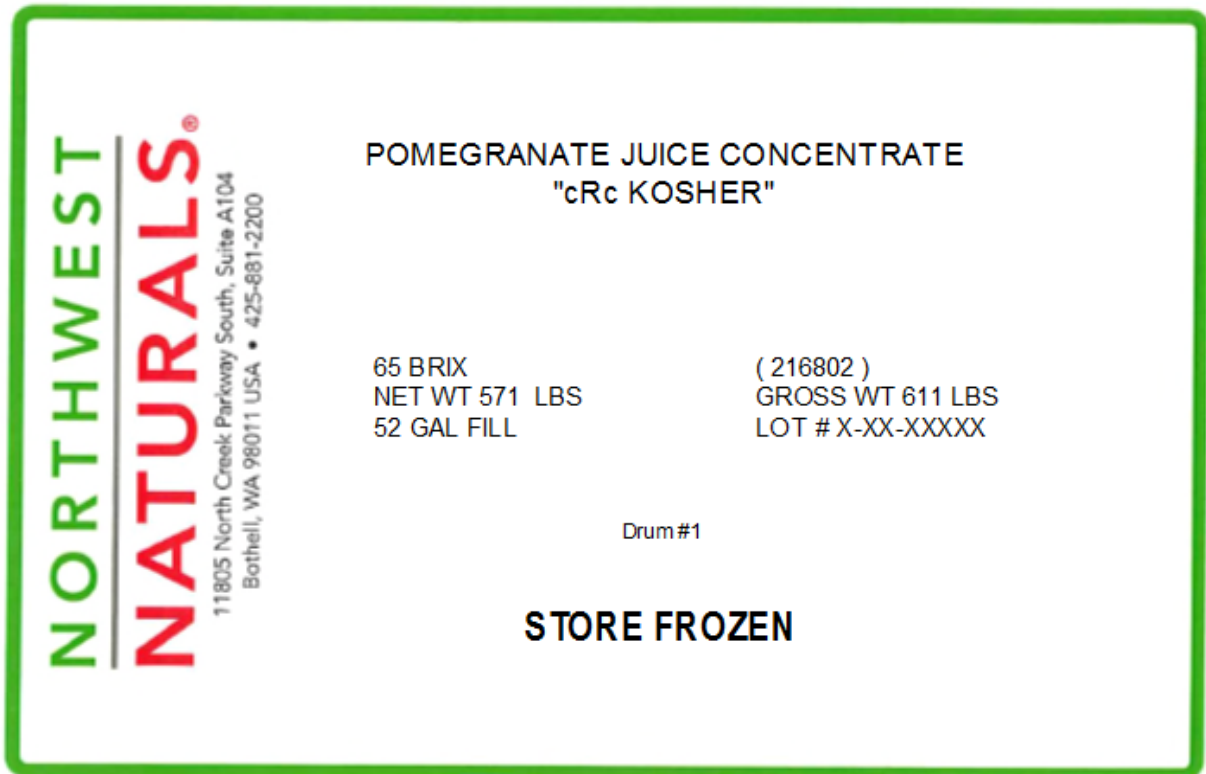 NORTHWEST
NATURALS®
11805 North Creek Parkway South, Suite A104
Bothell, WA 98011 USA • 425-881-2200
POMEGRANATE JUICE CONCENTRATE
"cRc KOSHER"
65 BRIX ( 216802 )
NET WT 571 LBS GROSS WT 611 LBS
52 GAL FILL LOT # X-XX-XXXXX
Drum #1
STORE FROZEN